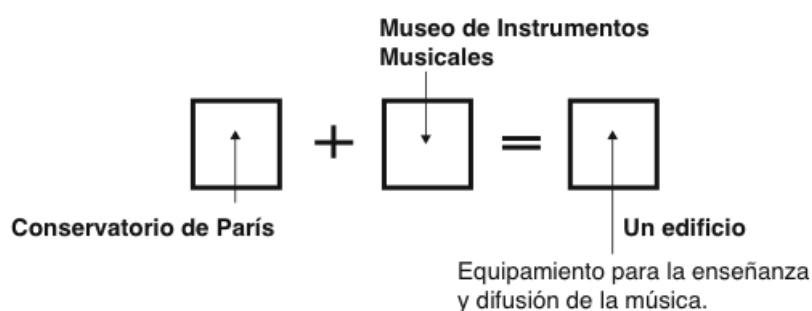 Museo de Instrumentos
Musicales
+
=
Conservatorio de París
Un edificio
Equipamiento para la enseñanza
y difusión de la música.